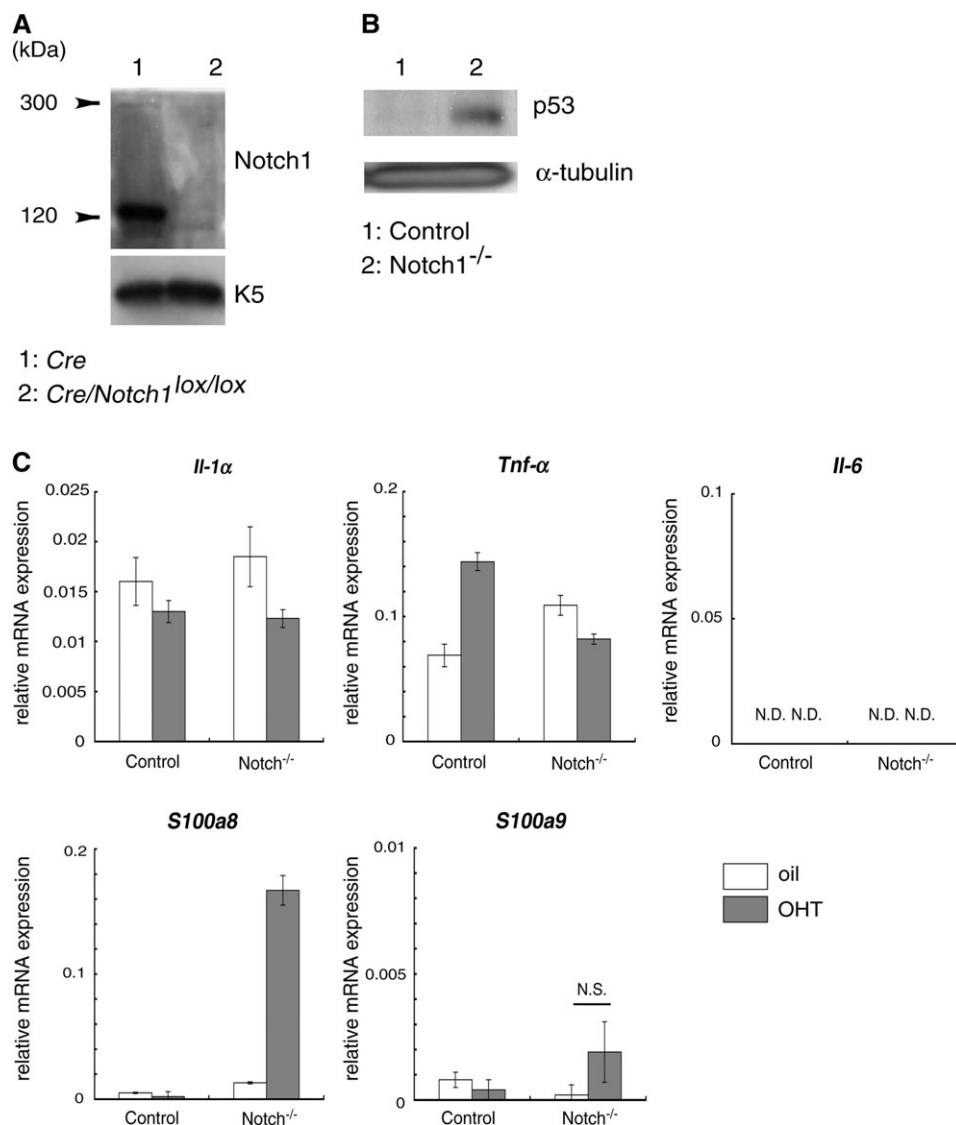 A
(kDa)
1 2
300
Notch1
120
K5
1: Cre
2: Cre/Notch1lox/lox
B
1 2
p53
α-tubulin
1: Control
2: Notch1-/-
C
Il-1α
relative mRNA expression
0.025
0.02
0.015
0.01
0.005
0
Control Notch-/-
Tnf-α
relative mRNA expression
0.2
0.1
0
Control Notch-/-
Il-6
relative mRNA expression
0.1
0.05
0
N.D. N.D. N.D. N.D.
Control Notch-/-
S100a8
relative mRNA expression
0.2
0.1
0
Control Notch-/-
S100a9
relative mRNA expression
0.01
0.005
0
N.S.
Control Notch-/-
oil
OHT